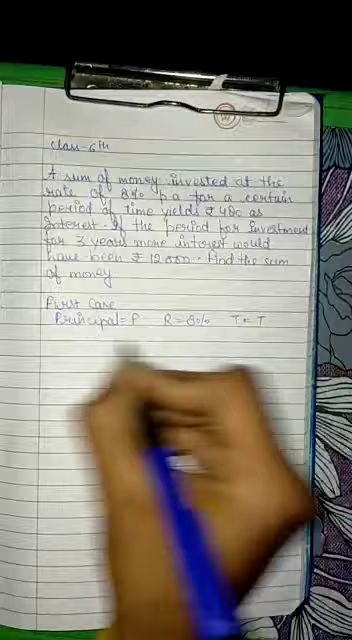 Class-6th
A sum of money invested at the
rate of 8% p a for a certain
period of time yields ₹ 480 as
Interest. If the period for Investment
for 3 years more interest would
have been ₹ 1200. Find the sum
of money
First Case
Principal = P R = 8% T = T